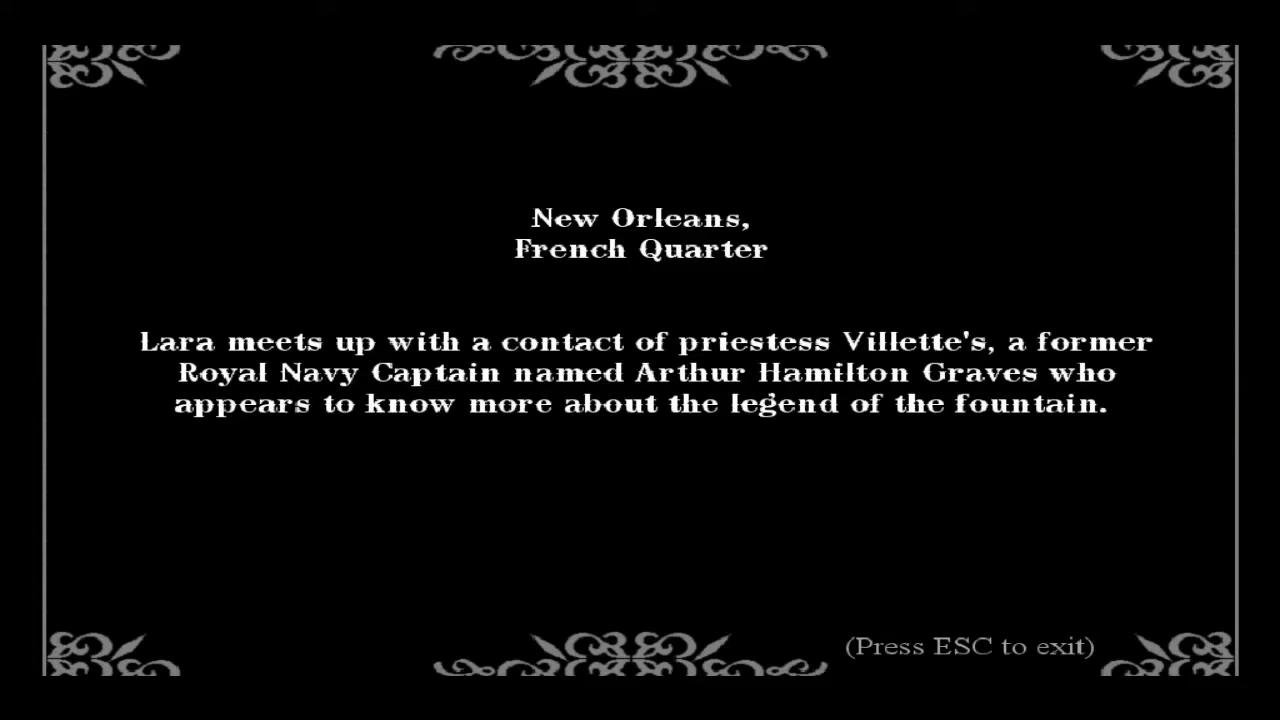 New Orleans,
French Quarter
Lara meets up with a contact of priestess Villette's, a former
Royal Navy Captain named Arthur Hamilton Graves who
appears to know more about the legend of the fountain.
(Press ESC to exit)